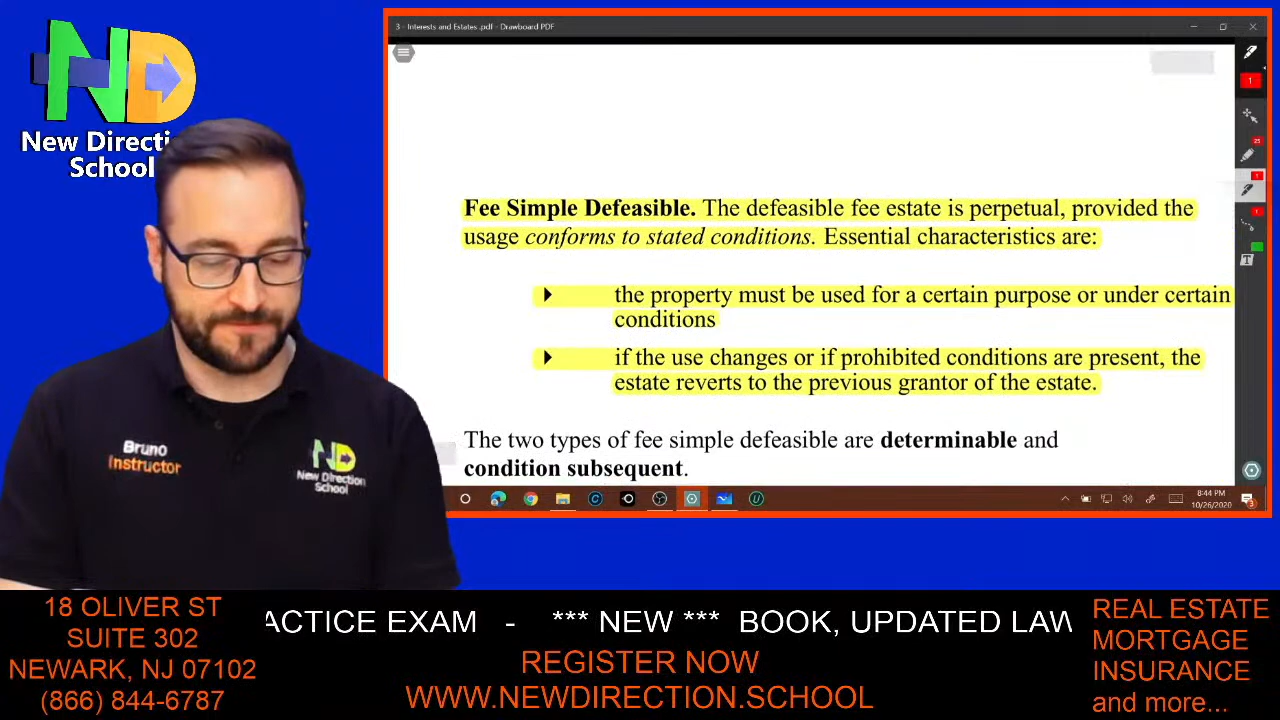 New Directi
School
3 - Interests and Estates .pdf - Drawboard PDF
Fee Simple Defeasible. The defeasible fee estate is perpetual, provided the
usage conforms to stated conditions. Essential characteristics are:
the property must be used for a certain purpose or under certain
conditions
if the use changes or if prohibited conditions are present, the
estate reverts to the previous grantor of the estate.
The two types of fee simple defeasible are determinable and
condition subsequent.
8:44 PM
10/26/2020
Bruno
Instructor
New Direction
School
18 OLIVER ST
SUITE 302
NEWARK, NJ 07102
(866) 844-6787
ACTICE EXAM - *** NEW *** BOOK, UPDATED LAW
REGISTER NOW
WWW.NEWDIRECTION.SCHOOL
REAL ESTATE
MORTGAGE
INSURANCE
and more...